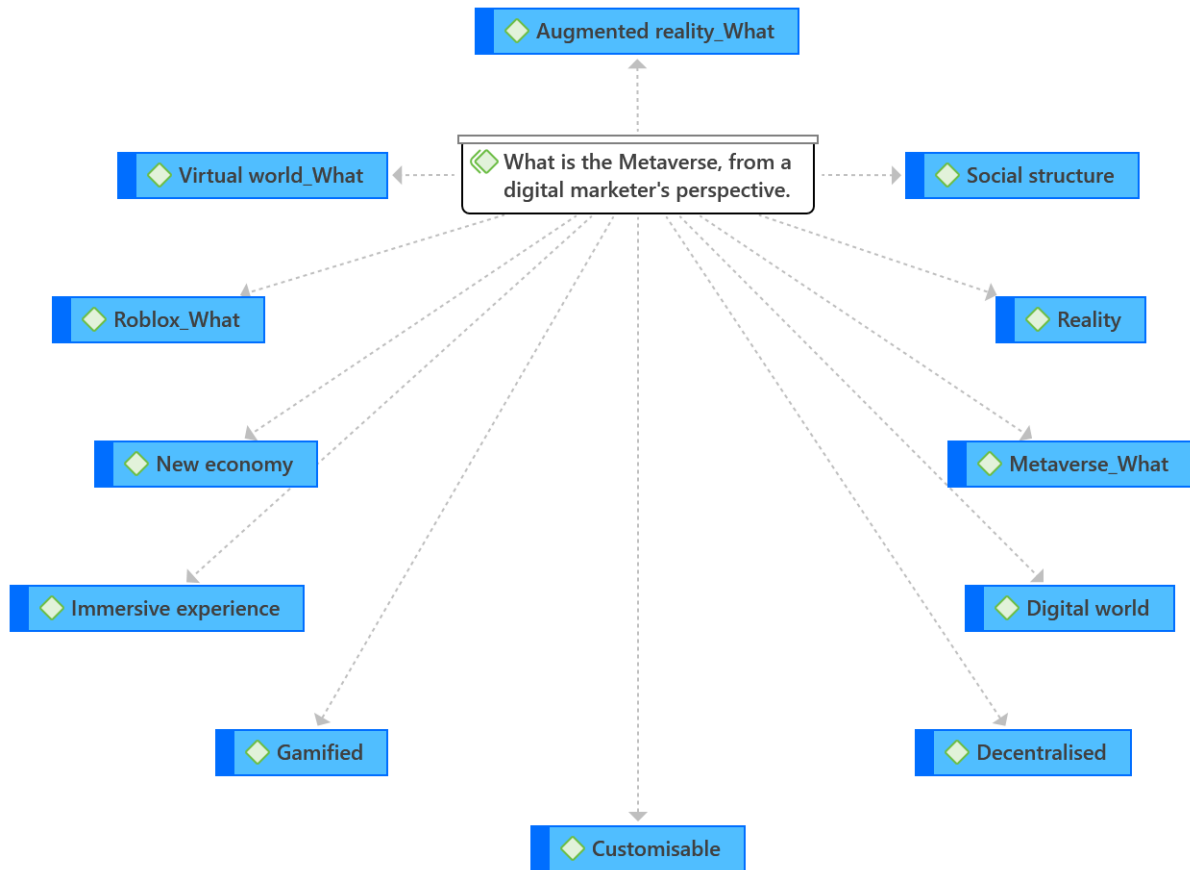 Augmented reality_What
What is the Metaverse, from a
digital marketer's perspective.
Virtual world_What
Social structure
Roblox_What
Reality
New economy
Metaverse_What
Immersive experience
Digital world
Gamified
Decentralised
Customisable